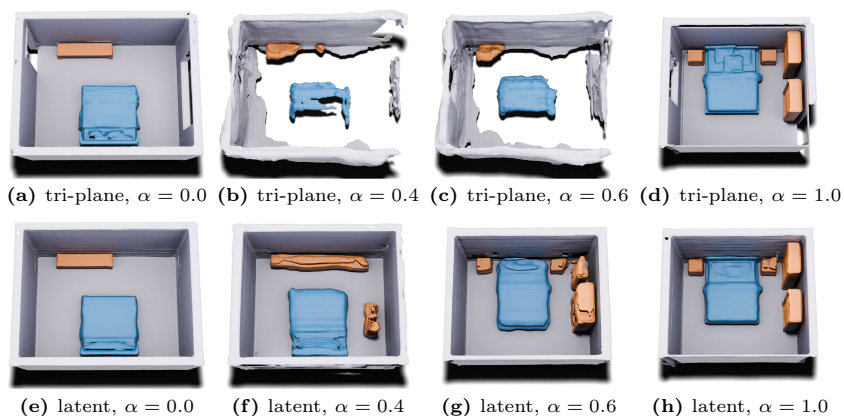 (a) tri-plane, α = 0.0 (b) tri-plane, α = 0.4 (c) tri-plane, α = 0.6 (d) tri-plane, α = 1.0
(e) latent, α = 0.0 (f) latent, α = 0.4 (g) latent, α = 0.6 (h) latent, α = 1.0